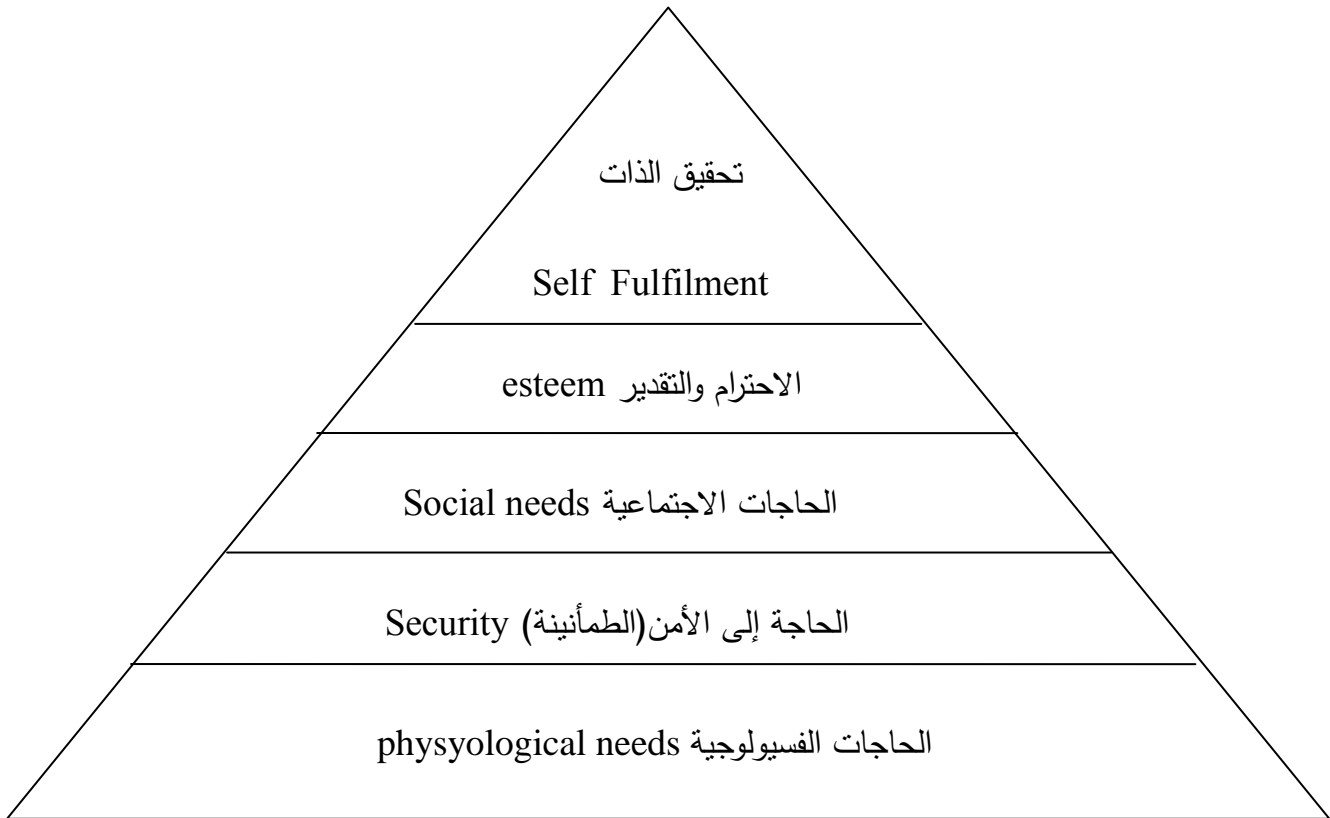 تحقيق الذات
Self Fulfilment
الاحترام والتقدير esteem
الحاجات الاجتماعية Social needs
الحاجة إلى الأمن(الطمأنينة) Security
الحاجات الفسيولوجية physyological needs